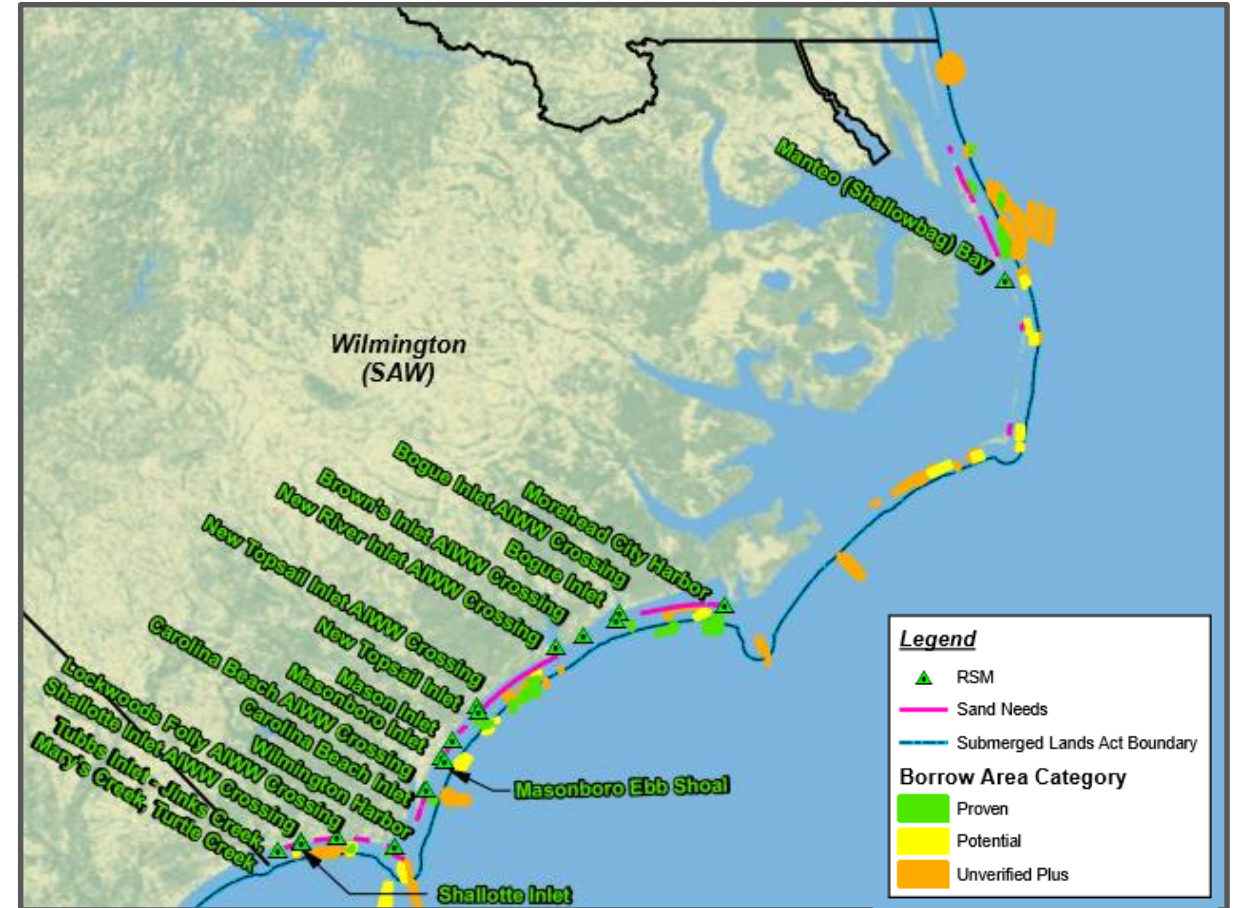 Manteo (Shallowbag) Bay
Wilmington
(SAW)
Morehead City Harbor
Bogue Inlet AIWW Crossing
Bogue Inlet
Brown's Inlet AIWW Crossing
New River Inlet AIWW Crossing
New Topsail Inlet AIWW Crossing
New Topsail Inlet
Mason Inlet
Masonboro Inlet
Carolina Beach AIWW Crossing
Carolina Beach Inlet
Wilmington Harbor
Lockwoods Folly AIWW Crossing
Shallotte Inlet AIWW Crossing
Tubbs Inlet - Jinks Creek,
Mary's Creek, Turtle Creek
Masonboro Ebb Shoal
Shallotte Inlet
Legend
RSM
Sand Needs
Submerged Lands Act Boundary
Borrow Area Category
Proven
Potential
Unverified Plus